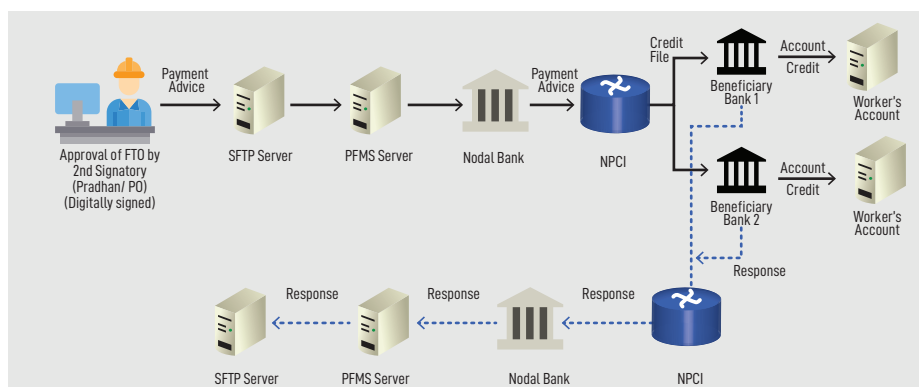 Payment
Advice
Approval of FTO by
2nd Signatory
(Pradhan/ PO)
(Digitally signed)
SFTP Server
PFMS Server
Nodal Bank
Payment
Advice
NPCI
Credit
File
Beneficiary
Bank 1
Account
Credit
Worker's
Account
Beneficiary
Bank 2
Account
Credit
Worker's
Account
Response
Response
Response
Response
SFTP Server
PFMS Server
Nodal Bank
NPCI